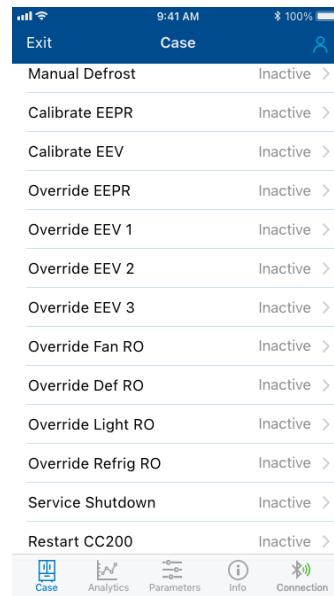 9:41 AM
100%
Exit
Case
Manual Defrost Inactive
Calibrate EEPR Inactive
Calibrate EEV Inactive
Override EEPR Inactive
Override EEV 1 Inactive
Override EEV 2 Inactive
Override EEV 3 Inactive
Override Fan RO Inactive
Override Def RO Inactive
Override Light RO Inactive
Override Refrig RO Inactive
Service Shutdown Inactive
Restart CC200 Inactive
Case Analytics Parameters Info Connection